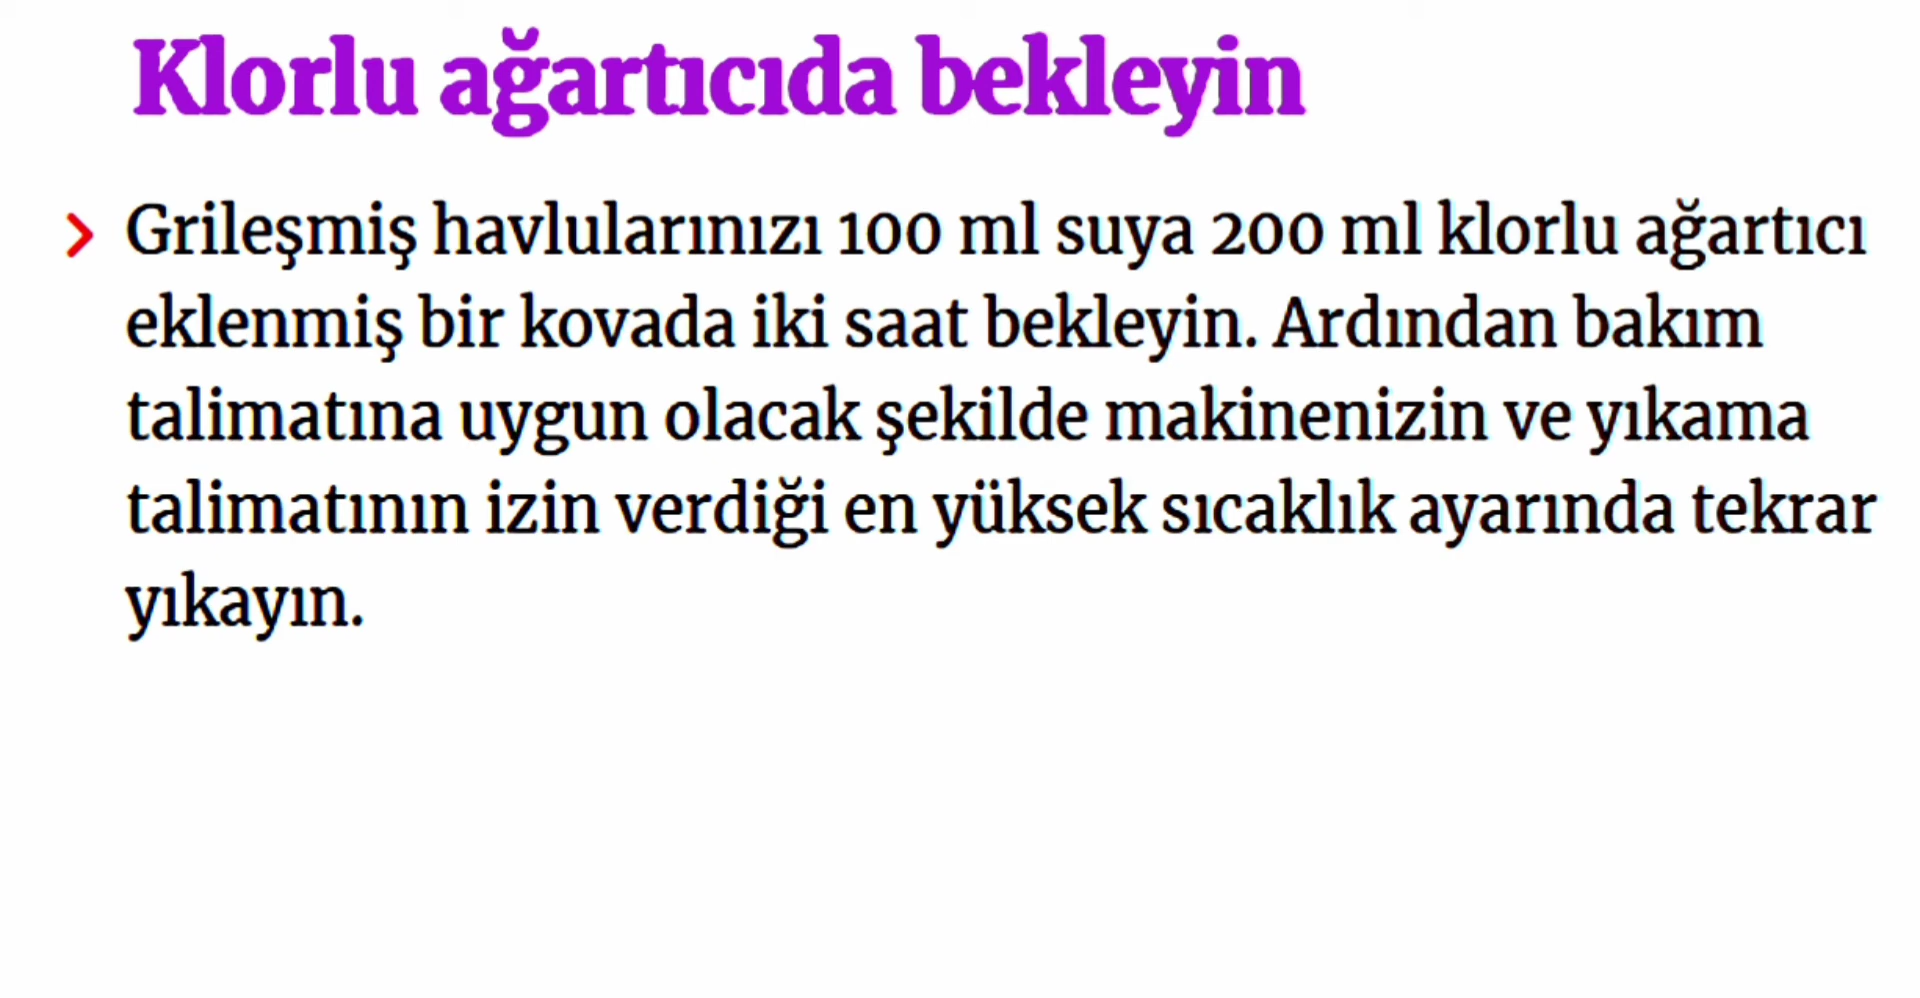 Klorlu ağartıcıda bekleyin
Grileşmiş havlularınızı 100 ml suya 200 ml klorlu ağartıcı
eklenmiş bir kovada iki saat bekleyin. Ardından bakım
talimatına uygun olacak şekilde makinenizin ve yıkama
talimatının izin verdiği en yüksek sıcaklık ayarında tekrar
yıkayın.